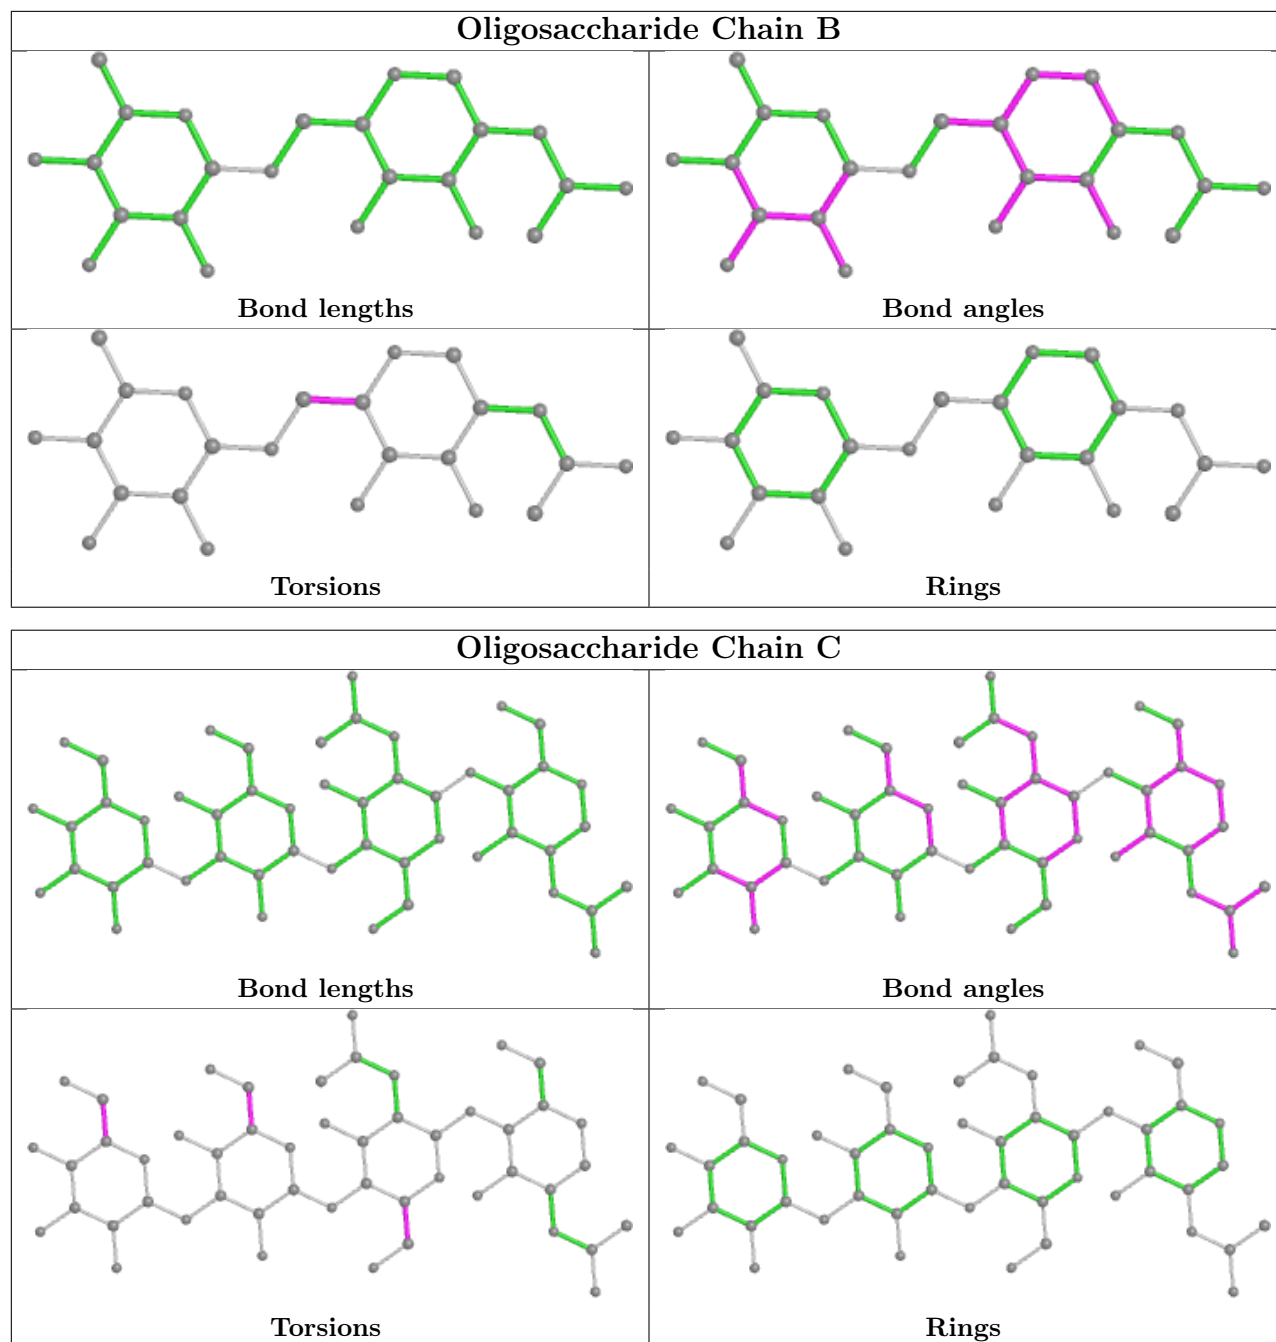 Oligosaccharide Chain B
Bond lengths
Bond angles
Torsions
Rings
Oligosaccharide Chain C
Bond lengths
Bond angles
Torsions
Rings